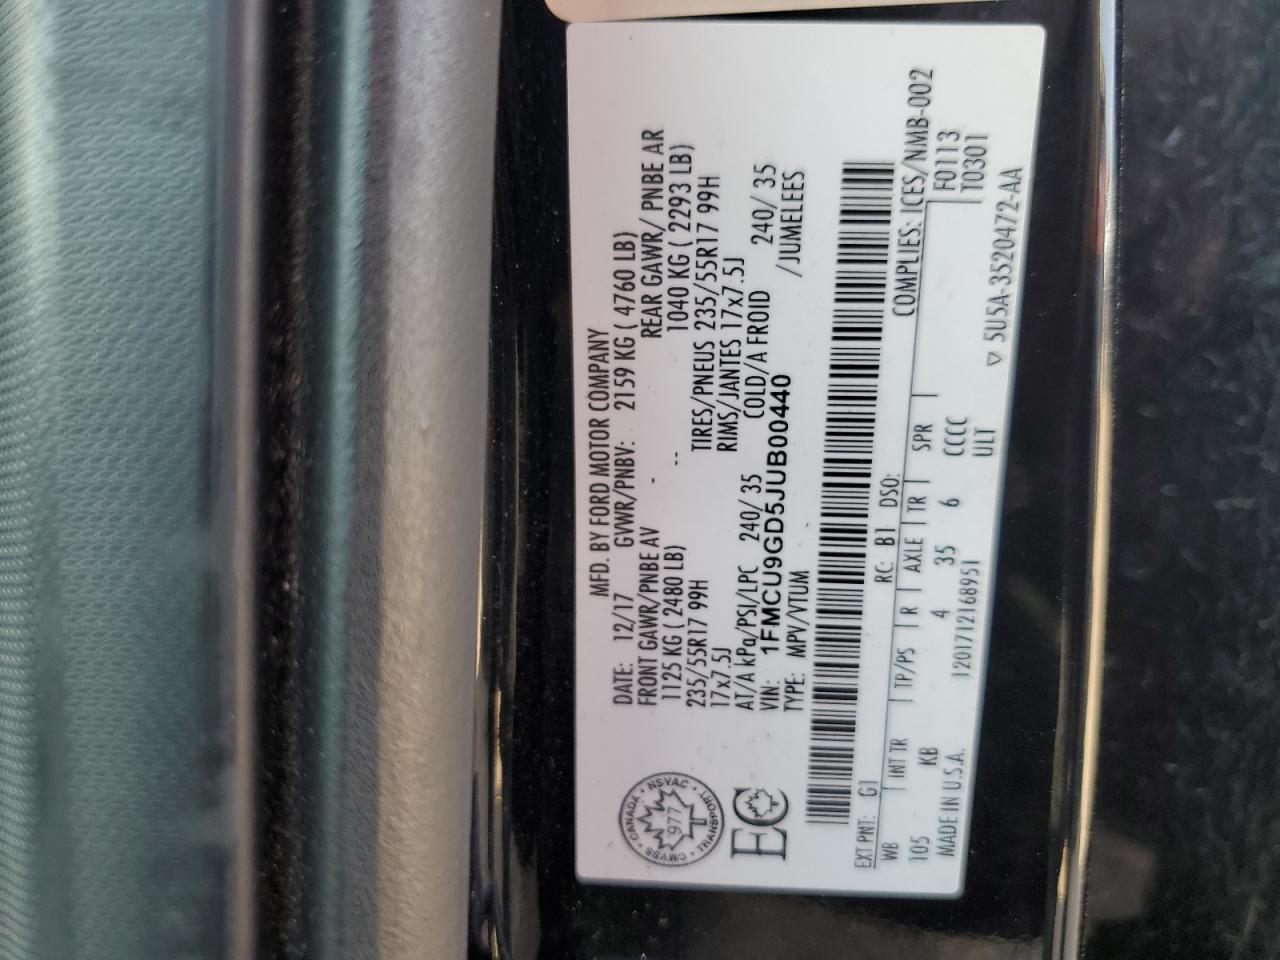 MFD. BY FORD MOTOR COMPANY
DATE: 12/17 GVWR/PNBV: 2159 KG ( 4760 LB)
FRONT GAWR/PNBE AV REAR GAWR/ PNBE AR
1125 KG ( 2480 LB) - -- 1040 KG ( 2293 LB)
235/55R17 99H TIRES/PNEUS 235/55R17 99H
17x7.5J RIMS/JANTES 17x7.5J
AT/A kPa/PSI/LPC 240/ 35 COLD/A FROID 240/ 35
VIN: 1FMCU9GD5JUB00440 /JUMELEES
TYPE: MPV/VTUM
CANADA · NSVAC · TRANSPORT · CMVSS
977
EC
EXT PNT: G1 RC: B1 DSO: COMPLIES: ICES/NMB-002
WB INT TR TP/PS R AXLE TR SPR F0113
105 KB 4 35 6 CCCC T0301
ULT
MADE IN U.S.A. 1201712168951 ▽ 5U5A-3520472-AA